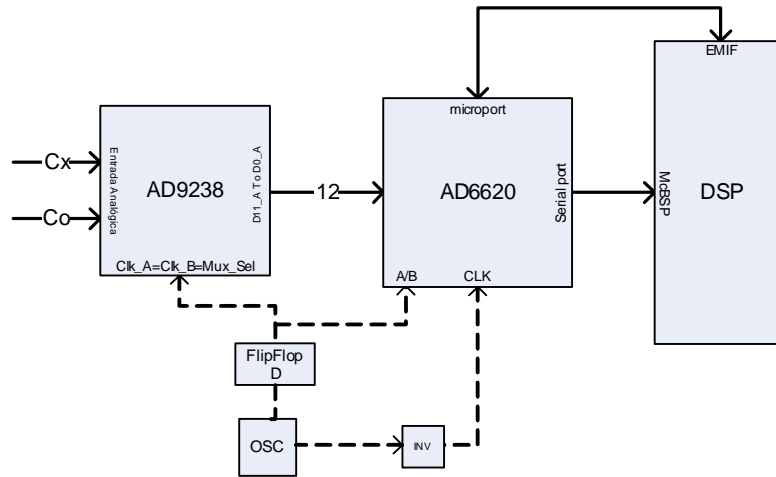 EMIF
microport
Cx
Entrada Analógica
AD9238
D11_A To D0_A
12
AD6620
Serial port
McBSP
DSP
Co
Clk_A=Clk_B=Mux_Sel
A/B
CLK
FlipFlop
D
OSC
INV